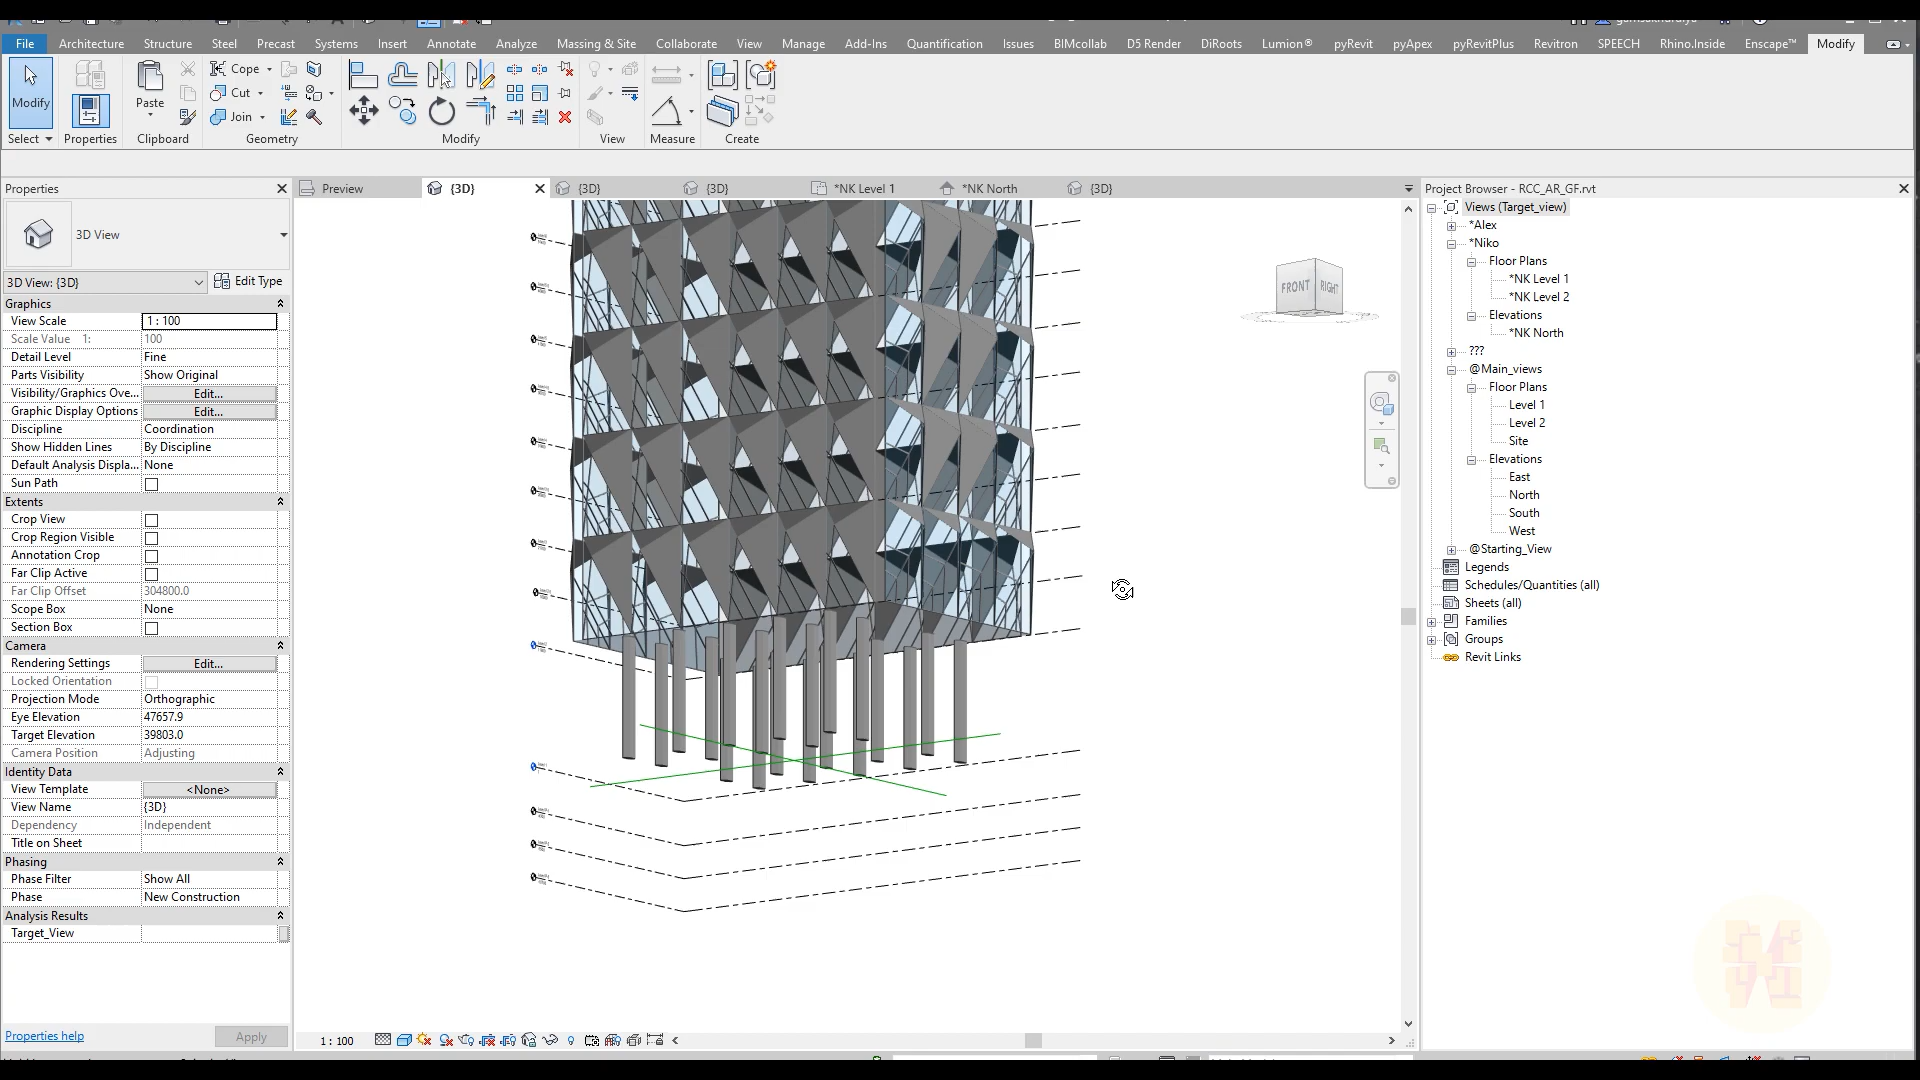 File Architecture Structure Steel Precast Systems Insert Annotate Analyze Massing & Site Collaborate View Manage Add-Ins Quantification Issues BIMcollab D5 Render DiRoots Lumion® pyRevit pyApex pyRevitPlus Revitron SPEECH Rhino.Inside Enscape™ Modify
Modify
Select
Properties
Paste
Clipboard
Cope
Cut
Join
Geometry
Modify
View
Measure
Create
Properties
3D View
3D View: {3D}
Edit Type
Graphics
View Scale 1 : 100
Scale Value 1: 100
Detail Level Fine
Parts Visibility Show Original
Visibility/Graphics Ove... Edit...
Graphic Display Options Edit...
Discipline Coordination
Show Hidden Lines By Discipline
Default Analysis Displa... None
Sun Path
Extents
Crop View
Crop Region Visible
Annotation Crop
Far Clip Active
Far Clip Offset 304800.0
Scope Box None
Section Box
Camera
Rendering Settings Edit...
Locked Orientation
Projection Mode Orthographic
Eye Elevation 47657.9
Target Elevation 39803.0
Camera Position Adjusting
Identity Data
View Template <None>
View Name {3D}
Dependency Independent
Title on Sheet
Phasing
Phase Filter Show All
Phase New Construction
Analysis Results
Target_View
Properties help
Apply
Preview {3D} {3D} {3D} *NK Level 1 *NK North {3D}
FRONT RIGHT
1 : 100
Project Browser - RCC_AR_GF.rvt
Views (Target_view)
*Alex
*Niko
Floor Plans
*NK Level 1
*NK Level 2
Elevations
*NK North
???
@Main_views
Floor Plans
Level 1
Level 2
Site
Elevations
East
North
South
West
@Starting_View
Legends
Schedules/Quantities (all)
Sheets (all)
Families
Groups
Revit Links